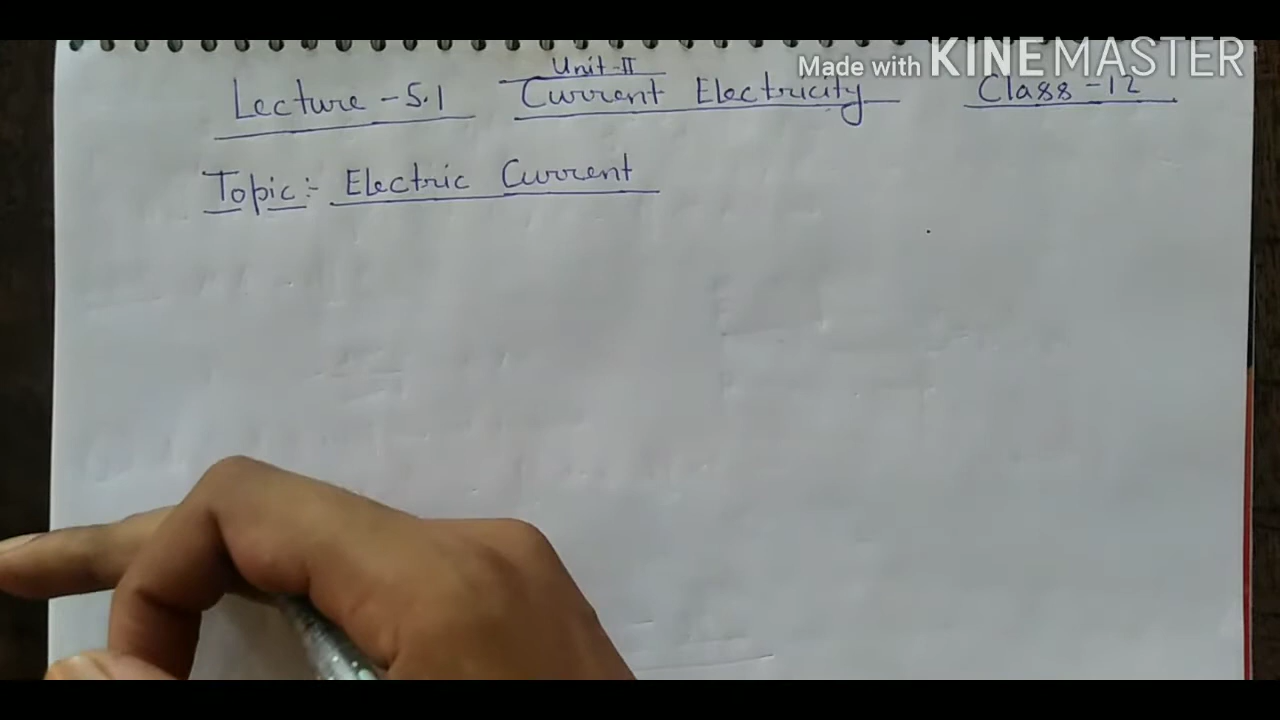 Unit-II
Lecture-5.1 Current Electricity Class-12
Topic:- Electric Current
Made with KINEMASTER